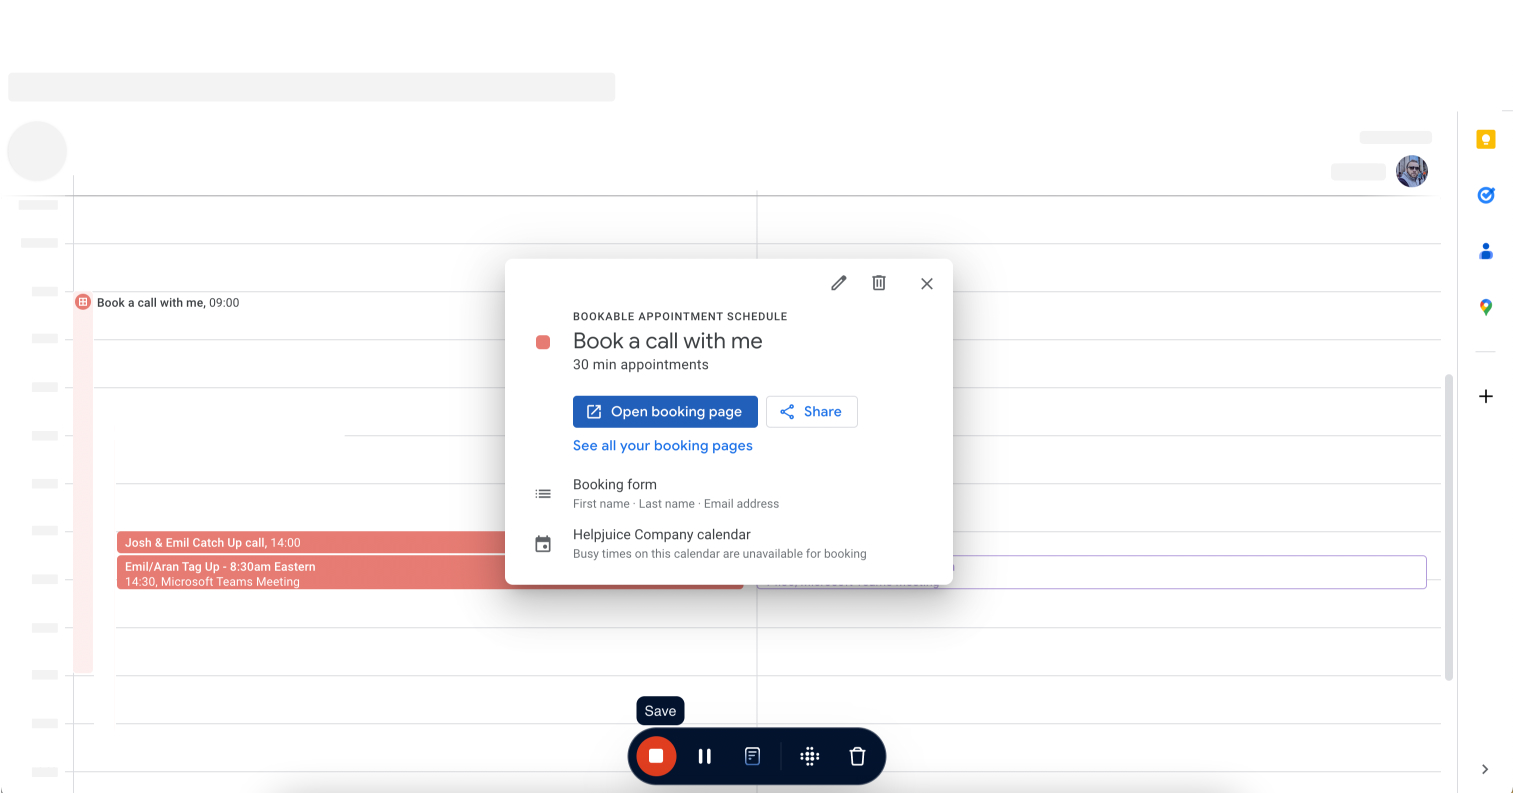 Book a call with me, 09:00
BOOKABLE APPOINTMENT SCHEDULE
Book a call with me
30 min appointments
Open booking page
Share
See all your booking pages
Booking form
First name · Last name · Email address
Helpjuice Company calendar
Busy times on this calendar are unavailable for booking
Josh & Emil Catch Up call, 14:00
Emil/Aran Tag Up - 8:30am Eastern
14:30, Microsoft Teams Meeting
Save